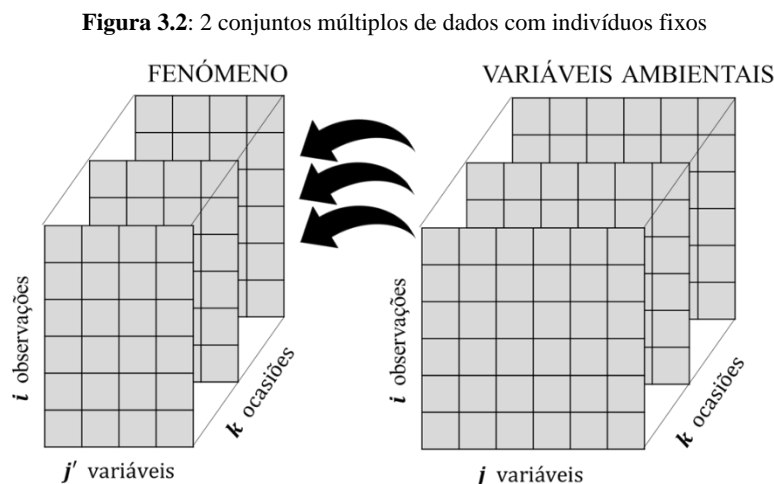 Figura 3.2: 2 conjuntos múltiplos de dados com indivíduos fixos
FENÓMENO
VARIÁVEIS AMBIENTAIS
i observações
k ocasiões
j' variáveis
i observações
k ocasiões
j variáveis